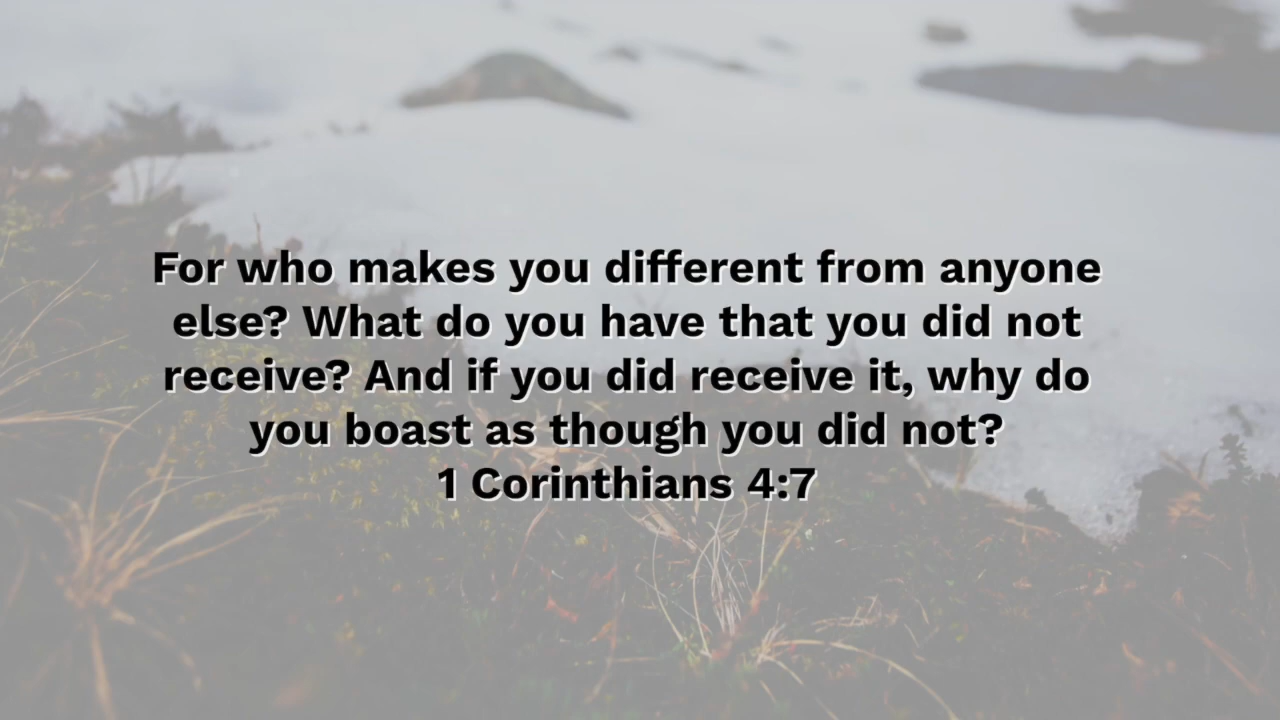 For who makes you different from anyone
else? What do you have that you did not
receive? And if you did receive it, why do
you boast as though you did not?
1 Corinthians 4:7